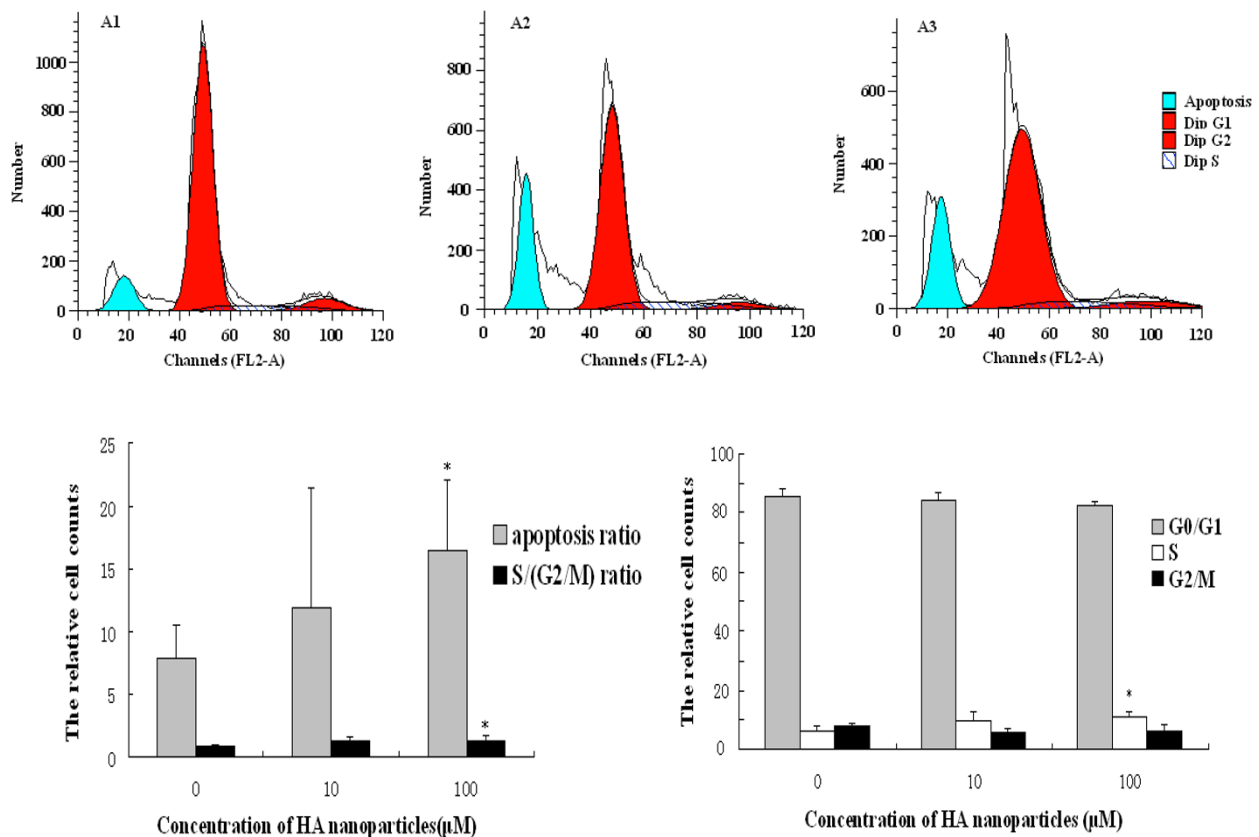 A1
Number
1000
800
600
400
200
0
0 20 40 60 80 100 120
Channels (FL2-A)
A2
Number
800
600
400
200
0
0 20 40 60 80 100 120
Channels (FL2-A)
A3
Number
600
400
200
0
0 20 40 60 80 100 120
Channels (FL2-A)
Apoptosis
Dip G1
Dip G2
Dip S
The relative cell counts
25
20
15
10
5
0
*
*
apoptosis ratio
S/(G2/M) ratio
0 10 100
Concentration of HA nanoparticles(μM)
The relative cell counts
100
80
60
40
20
0
*
G0/G1
S
G2/M
0 10 100
Concentration of HA nanoparticles (μM)